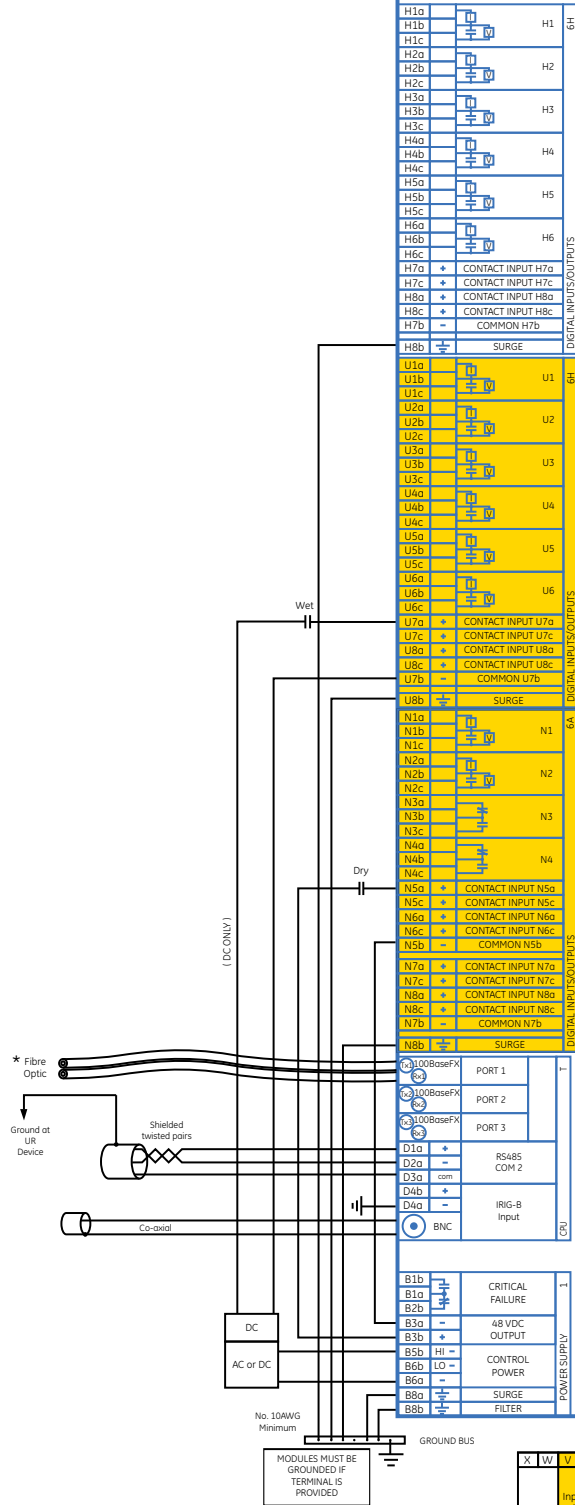 H1a
H1b
H1c
I
V
H1
H2a
H2b
H2c
I
V
H2
H3a
H3b
H3c
I
V
H3
H4a
H4b
H4c
I
V
H4
H5a
H5b
H5c
I
V
H5
H6a
H6b
H6c
I
V
H6
H7a + CONTACT INPUT H7a
H7c + CONTACT INPUT H7c
H8a + CONTACT INPUT H8a
H8c + CONTACT INPUT H8c
H7b - COMMON H7b
H8b SURGE
6H
DIGITAL INPUTS/OUTPUTS
U1a
U1b
U1c
I
V
U1
U2a
U2b
U2c
I
V
U2
U3a
U3b
U3c
I
V
U3
U4a
U4b
U4c
I
V
U4
U5a
U5b
U5c
I
V
U5
U6a
U6b
U6c
I
V
U6
Wet
U7a + CONTACT INPUT U7a
U7c + CONTACT INPUT U7c
U8a + CONTACT INPUT U8a
U8c + CONTACT INPUT U8c
U7b - COMMON U7b
U8b SURGE
6H
DIGITAL INPUTS/OUTPUTS
N1a
N1b
N1c
I
V
N1
N2a
N2b
N2c
I
V
N2
N3a
N3b
N3c
N3
N4a
N4b
N4c
N4
Dry
N5a + CONTACT INPUT N5a
N5c + CONTACT INPUT N5c
N6a + CONTACT INPUT N6a
N6c + CONTACT INPUT N6c
N5b - COMMON N5b
N7a + CONTACT INPUT N7a
N7c + CONTACT INPUT N7c
N8a + CONTACT INPUT N8a
N8c + CONTACT INPUT N8c
N7b - COMMON N7b
N8b SURGE
6A
DIGITAL INPUTS/OUTPUTS
( DC ONLY )
* Fibre
Optic
Tx1 100BaseFX
Rx1
PORT 1
Tx2 100BaseFX
Rx2
PORT 2
Tx3 100BaseFX
Rx3
PORT 3
T
Ground at
UR
Device
Shielded
twisted pairs
D1a +
D2a -
D3a com
RS485
COM 2
D4b +
D4a -
IRIG-B
Input
BNC
Co-axial
CPU
B1b
B1a
B2b
CRITICAL
FAILURE
1
B3a -
B3b +
48 VDC
OUTPUT
B5b HI -
B6b LO -
B6a -
CONTROL
POWER
B8a SURGE
B8b FILTER
POWER SUPPLY
DC
AC or DC
No. 10AWG
Minimum
GROUND BUS
MODULES MUST BE
GROUNDED IF
TERMINAL IS
PROVIDED
X W V
Inp